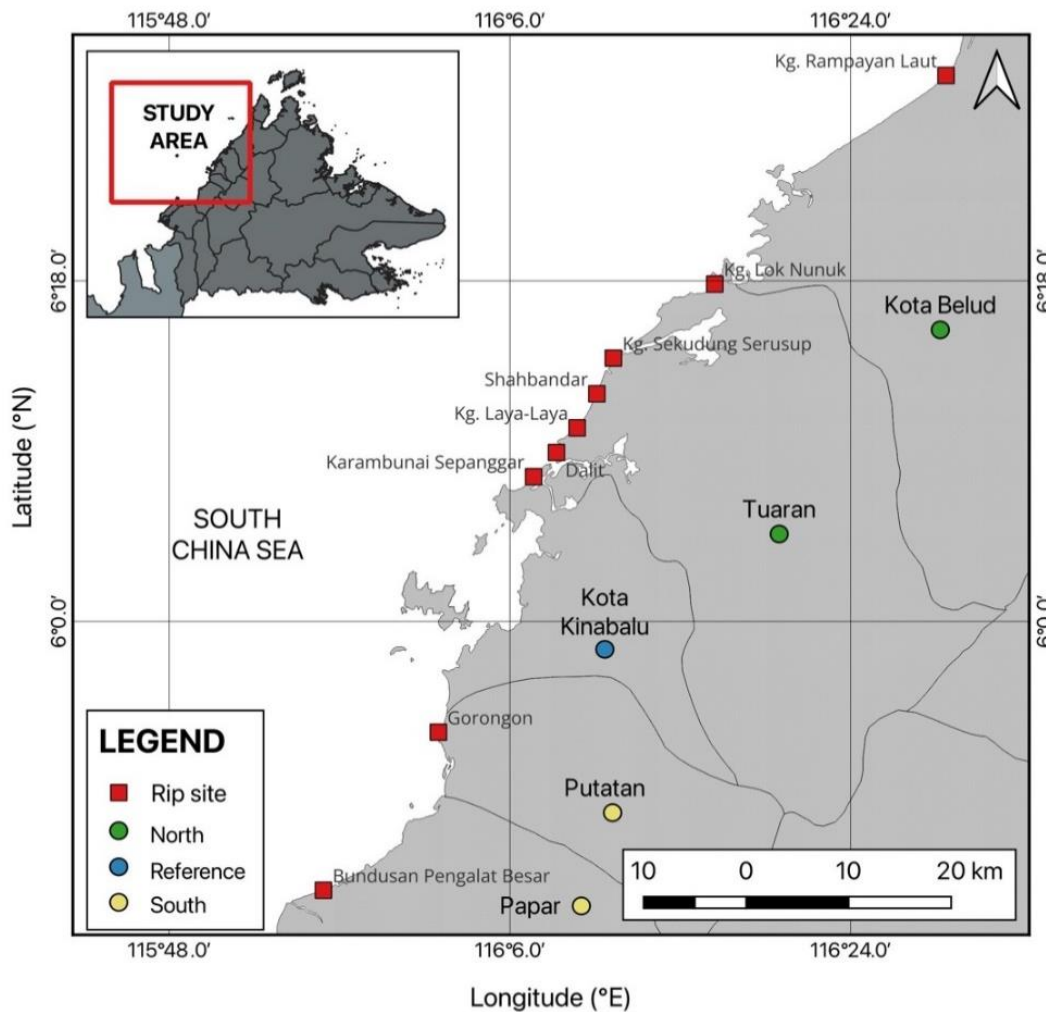 115°48.0'
116°6.0'
116°24.0'
Kg. Rampayan Laut
STUDY
AREA
6°18.0'
6°18.0'
Kg. Lok Nunuk
Kota Belud
Kg. Sekudung Serusup
Shahbandar
Kg. Laya-Laya
Karambunai Sepanggar
Dalit
Latitude (°N)
SOUTH
CHINA SEA
Tuaran
Kota
Kinabalu
6°0.0'
6°0.0'
Gorongon
LEGEND
Rip site
North
Reference
South
Putatan
Bundusan Pengalat Besar
Papar
10 0 10 20 km
115°48.0'
116°6.0'
116°24.0'
Longitude (°E)